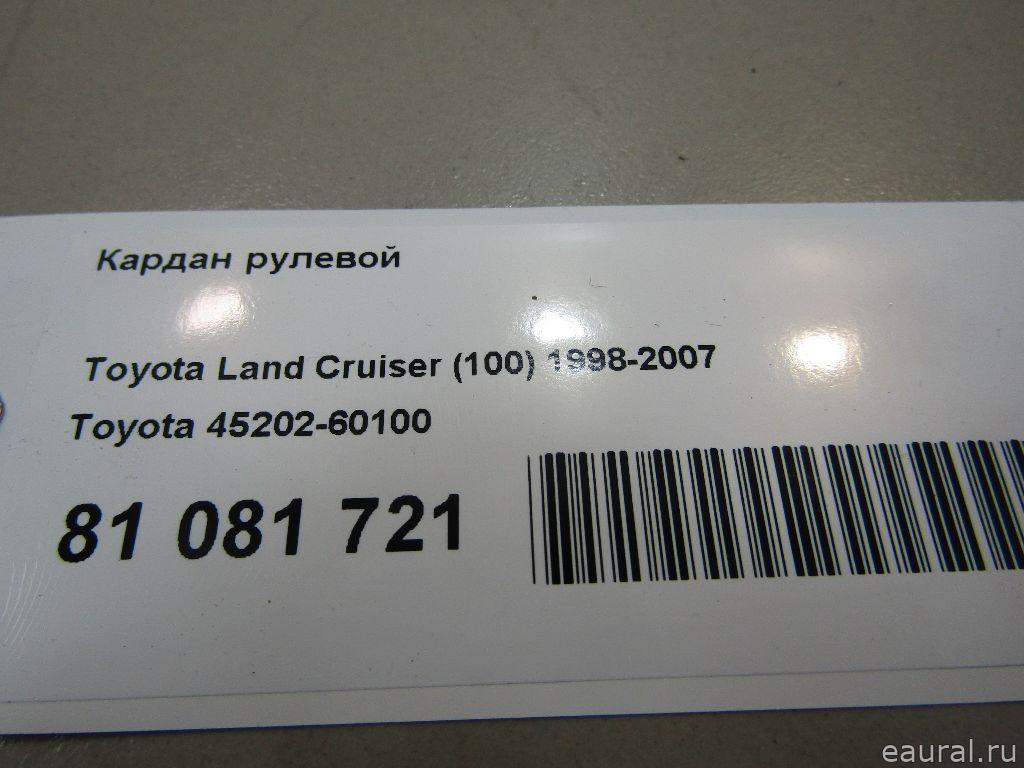 Кардан рулевой
Toyota Land Cruiser (100) 1998-2007
Toyota 45202-60100
81 081 721
eaural.ru